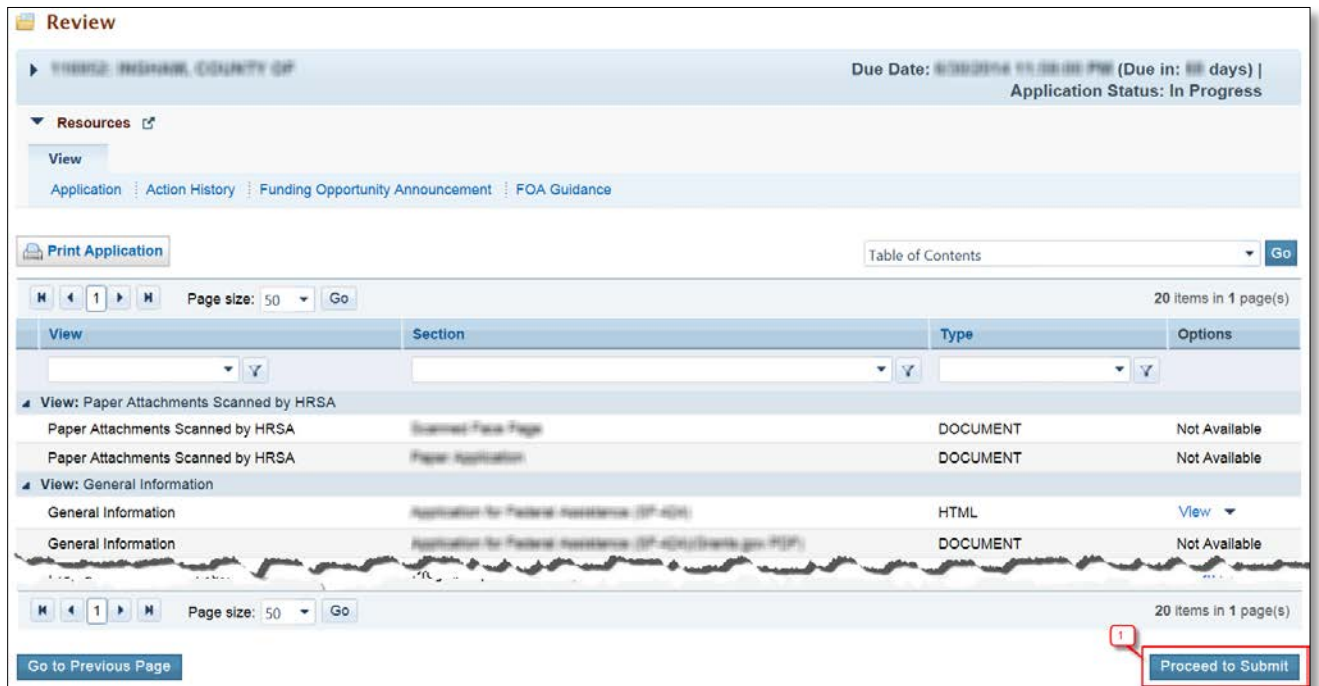 Review
Due Date: (Due in: days) |
Application Status: In Progress
Resources
View
Application Action History Funding Opportunity Announcement FOA Guidance
Print Application Table of Contents Go
1 Page size: 50 Go 20 items in 1 page(s)
View Section Type Options
View: Paper Attachments Scanned by HRSA
Paper Attachments Scanned by HRSA DOCUMENT Not Available
Paper Attachments Scanned by HRSA DOCUMENT Not Available
View: General Information
General Information HTML View
General Information DOCUMENT Not Available
1 Page size: 50 Go 20 items in 1 page(s)
1
Go to Previous Page Proceed to Submit